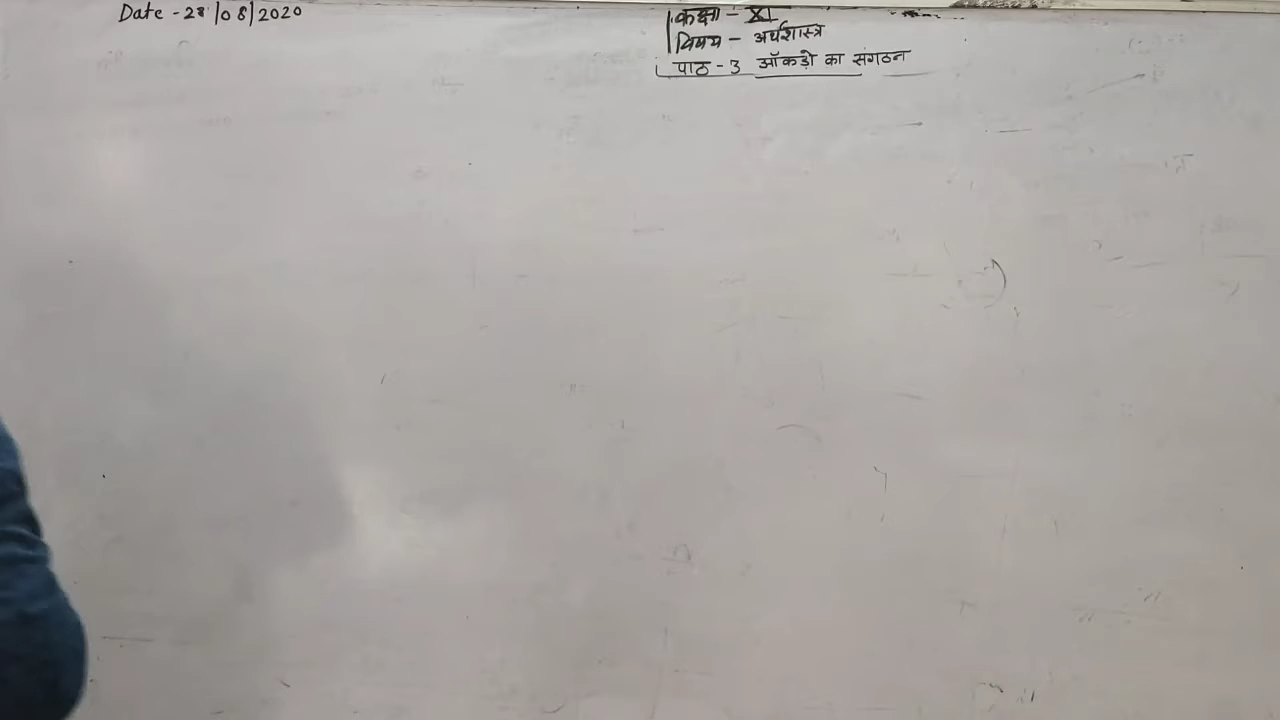 Date - 28/08/2020
कक्षा - XI
विषय - अर्थशास्त्र
पाठ - 3 आँकड़ो का संगठन